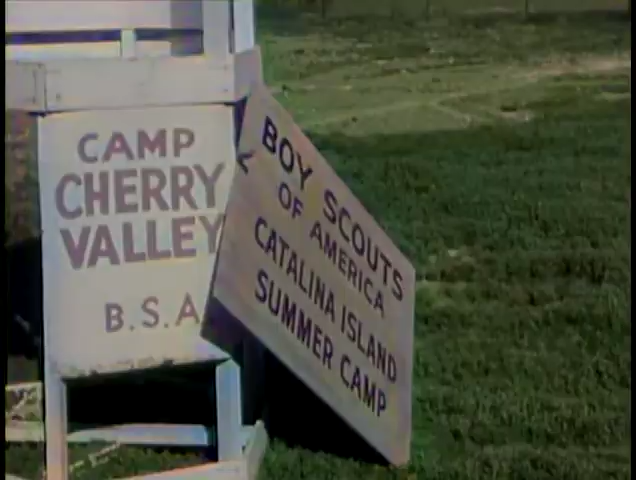 CAMP
CHERRY
VALLEY
B.S.A
BOY SCOUTS
OF AMERICA
CATALINA ISLAND
SUMMER CAMP